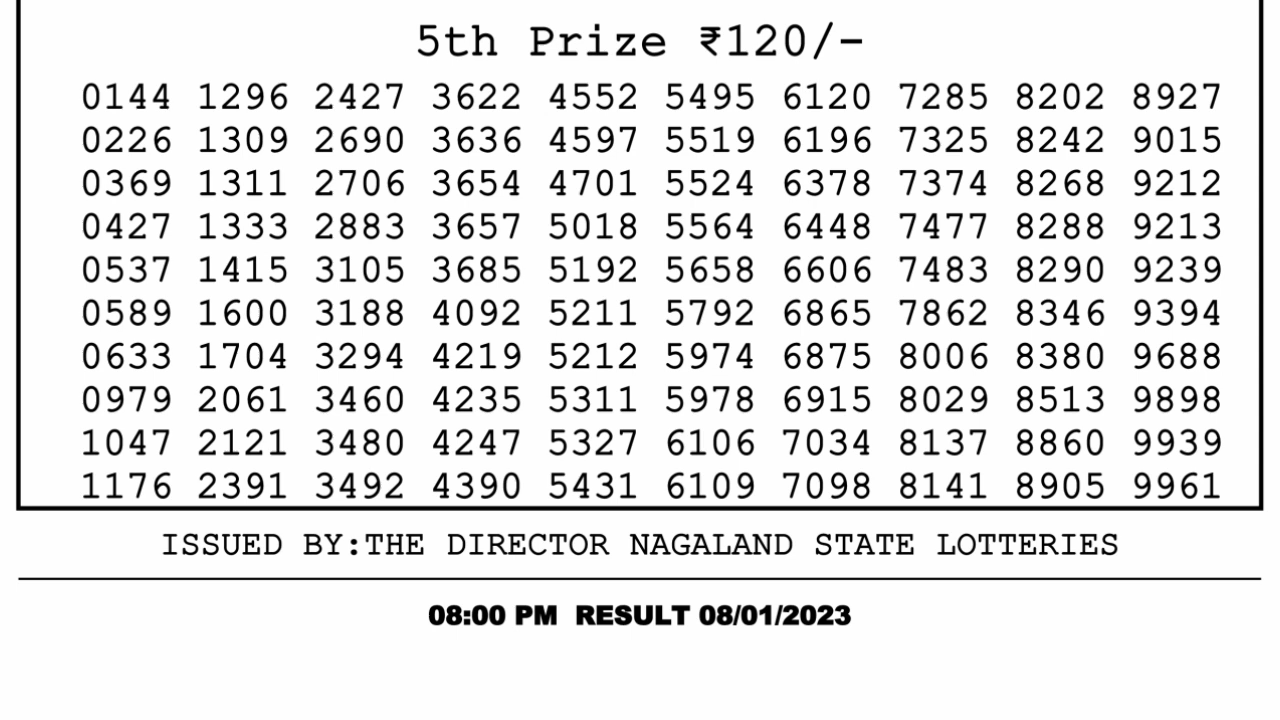 5th Prize ₹120/-
0144 1296 2427 3622 4552 5495 6120 7285 8202 8927
0226 1309 2690 3636 4597 5519 6196 7325 8242 9015
0369 1311 2706 3654 4701 5524 6378 7374 8268 9212
0427 1333 2883 3657 5018 5564 6448 7477 8288 9213
0537 1415 3105 3685 5192 5658 6606 7483 8290 9239
0589 1600 3188 4092 5211 5792 6865 7862 8346 9394
0633 1704 3294 4219 5212 5974 6875 8006 8380 9688
0979 2061 3460 4235 5311 5978 6915 8029 8513 9898
1047 2121 3480 4247 5327 6106 7034 8137 8860 9939
1176 2391 3492 4390 5431 6109 7098 8141 8905 9961
ISSUED BY:THE DIRECTOR NAGALAND STATE LOTTERIES
08:00 PM RESULT 08/01/2023